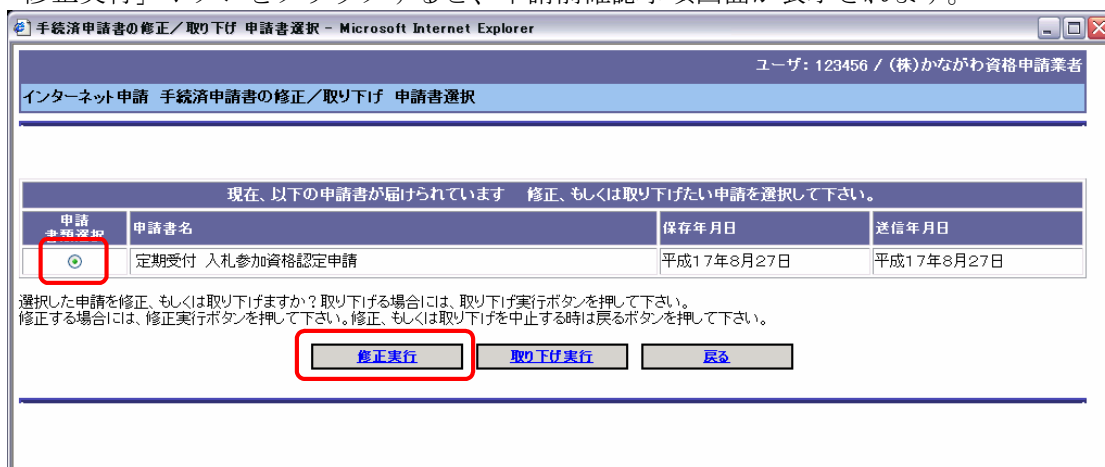 手続済申請書の修正／取り下げ 申請書選択 - Microsoft Internet Explorer
ユーザ: 123456 / (株)かながわ資格申請業者
インターネット申請 手続済申請書の修正／取り下げ 申請書選択
現在、以下の申請書が届けられています 修正、もしくは取り下げたい申請を選択して下さい。
申請
書類選択 申請書名 保存年月日 送信年月日
定期受付 入札参加資格認定申請 平成17年8月27日 平成17年8月27日
選択した申請を修正、もしくは取り下げますか？取り下げる場合には、取り下げ実行ボタンを押して下さい。
修正する場合には、修正実行ボタンを押して下さい。修正、もしくは取り下げを中止する時は戻るボタンを押して下さい。
修正実行 取り下げ実行 戻る